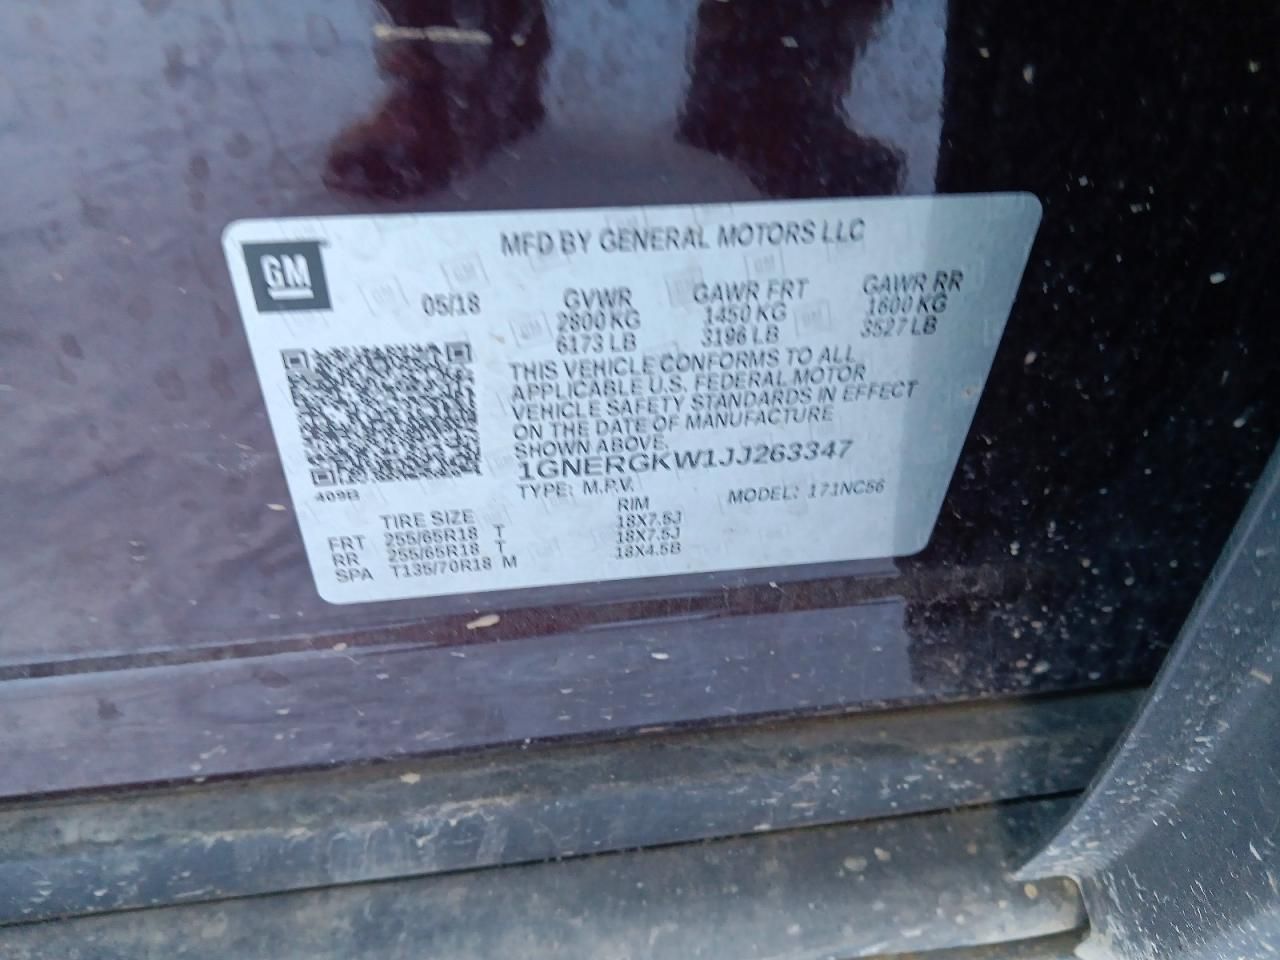 GM
MFD BY GENERAL MOTORS LLC
05/18
GVWR GAWR FRT GAWR RR
2800 KG 1450 KG 1600 KG
6173 LB 3196 LB 3527 LB
THIS VEHICLE CONFORMS TO ALL
APPLICABLE U.S. FEDERAL MOTOR
VEHICLE SAFETY STANDARDS IN EFFECT
ON THE DATE OF MANUFACTURE
SHOWN ABOVE.
1GNERGKW1JJ263347
409B
TYPE: M.P.V. MODEL: 1T1NC56
TIRE SIZE RIM
FRT 255/65R18 T 18X7.5J
RR 255/65R18 T 18X7.5J
SPA T135/70R18 M 18X4.5B